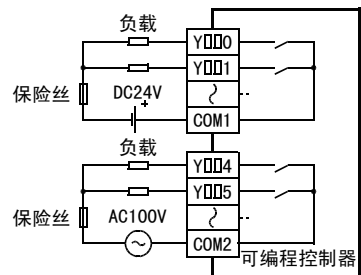 负载
Y□□0
Y□□1
保险丝
DC24V
+
COM1
负载
Y□□4
Y□□5
保险丝
AC100V
COM2
可编程控制器